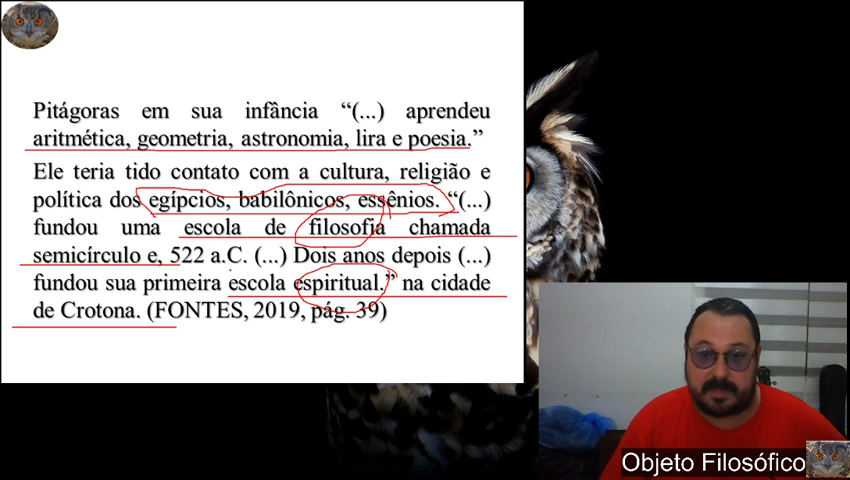 Pitágoras em sua infância “(...) aprendeu
aritmética, geometria, astronomia, lira e poesia.”
Ele teria tido contato com a cultura, religião e
política dos egípcios, babilônicos, essênios. “(...)
fundou uma escola de filosofia chamada
semicírculo e, 522 a.C. (...) Dois anos depois (...)
fundou sua primeira escola espiritual.” na cidade
de Crotona. (FONTES, 2019, pág. 39)
Objeto Filosófico